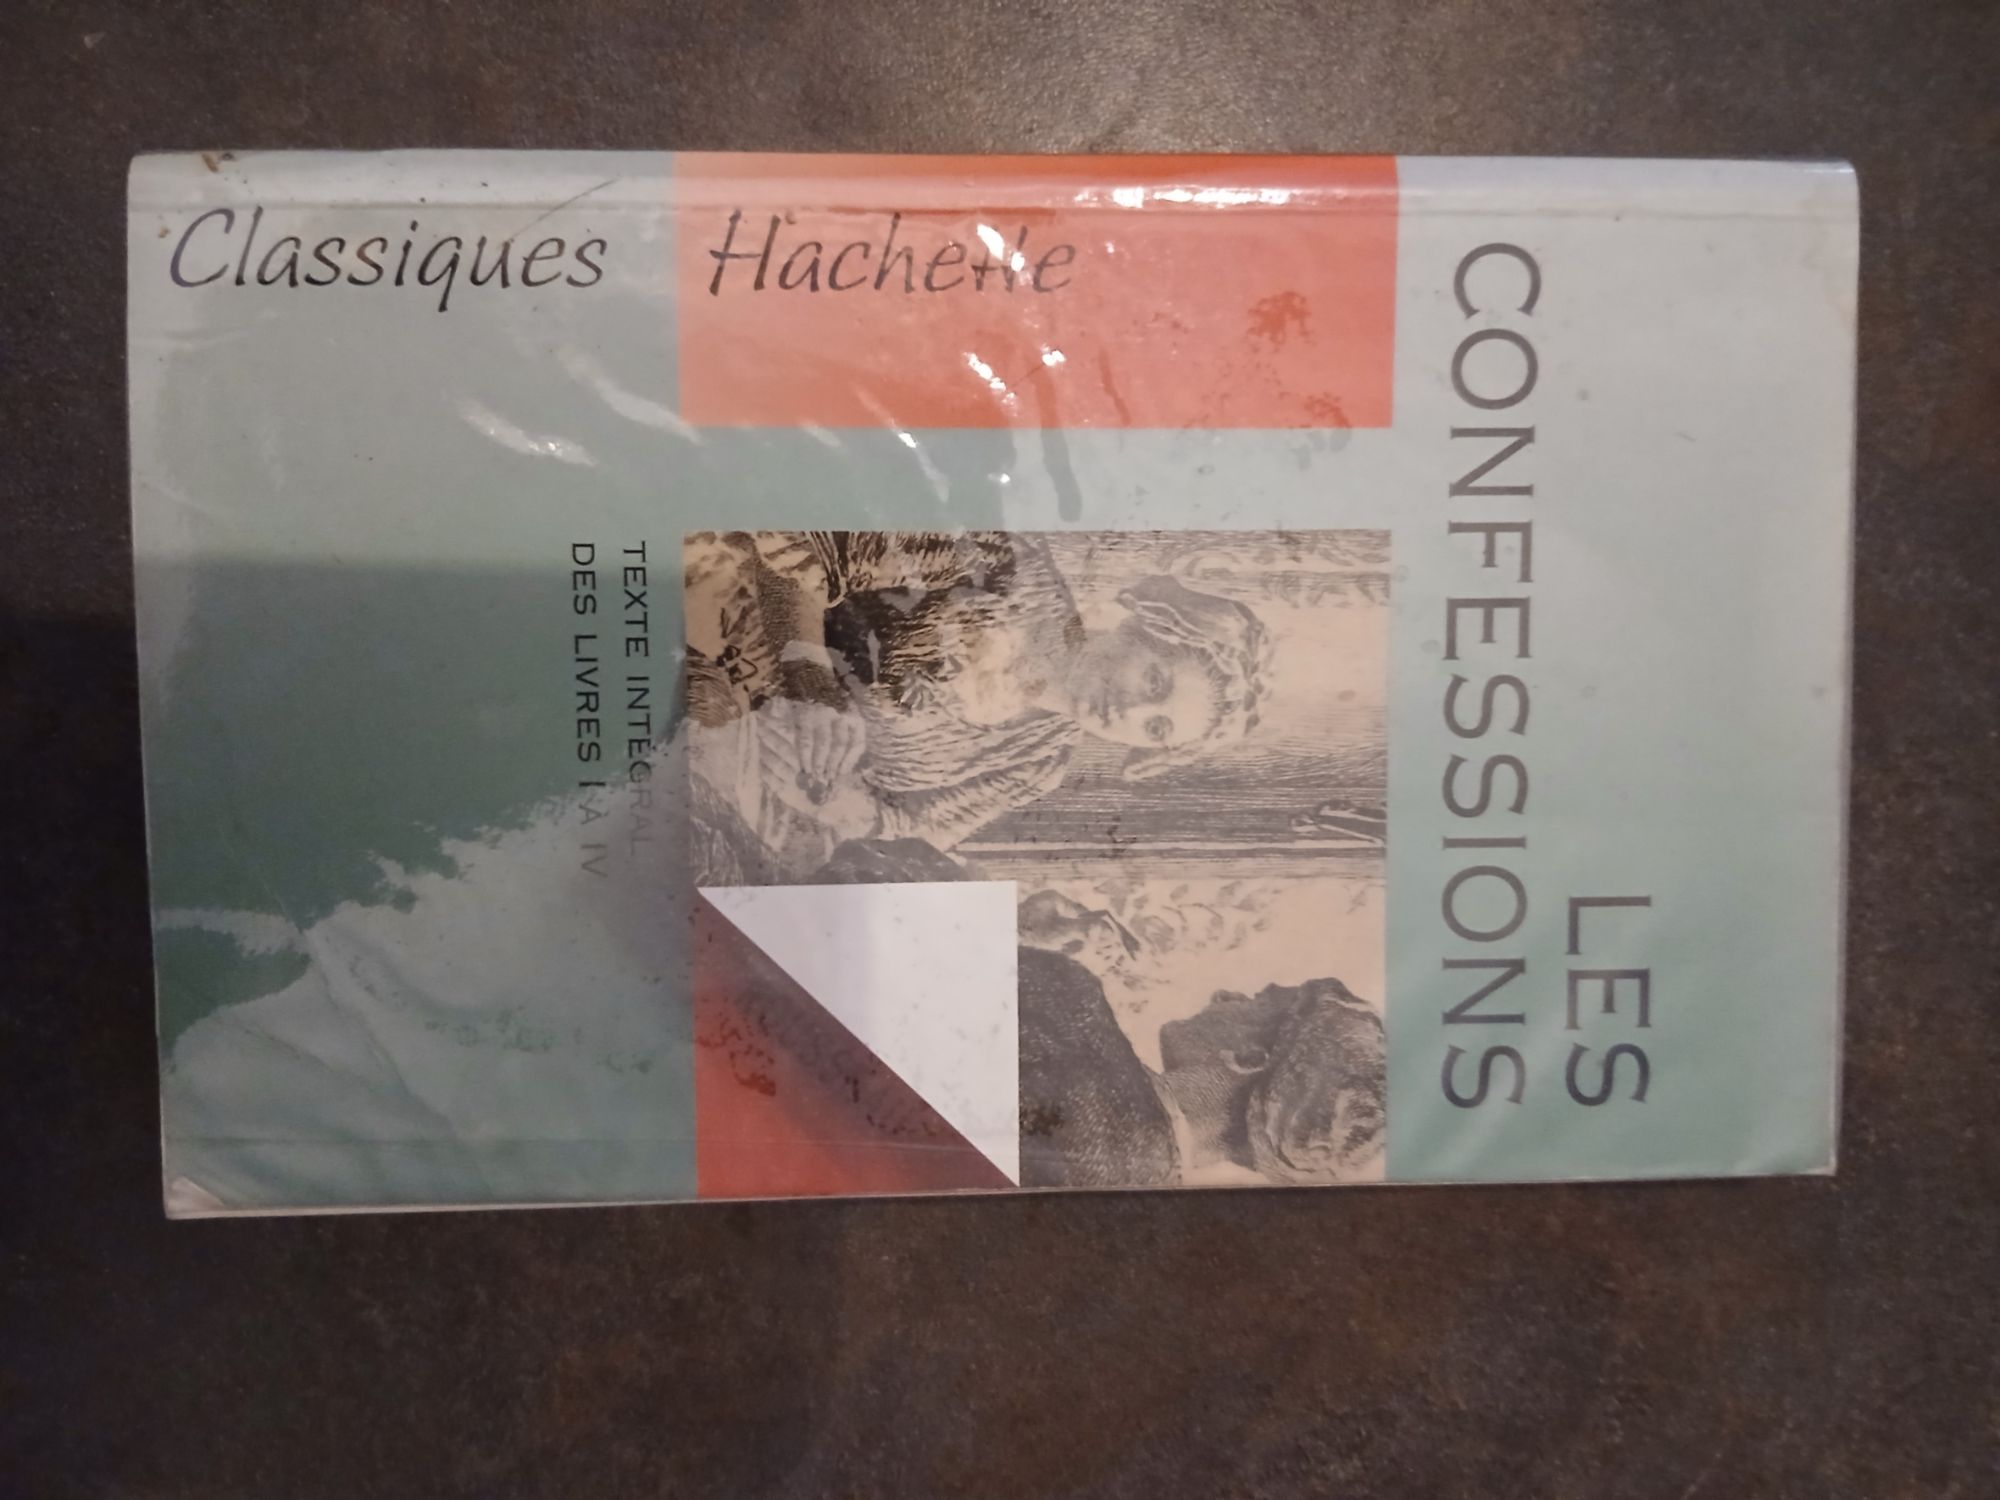 LES
CONFESSIONS
TEXTE INTÉGRAL
DES LIVRES I À IV
Classiques Hachette